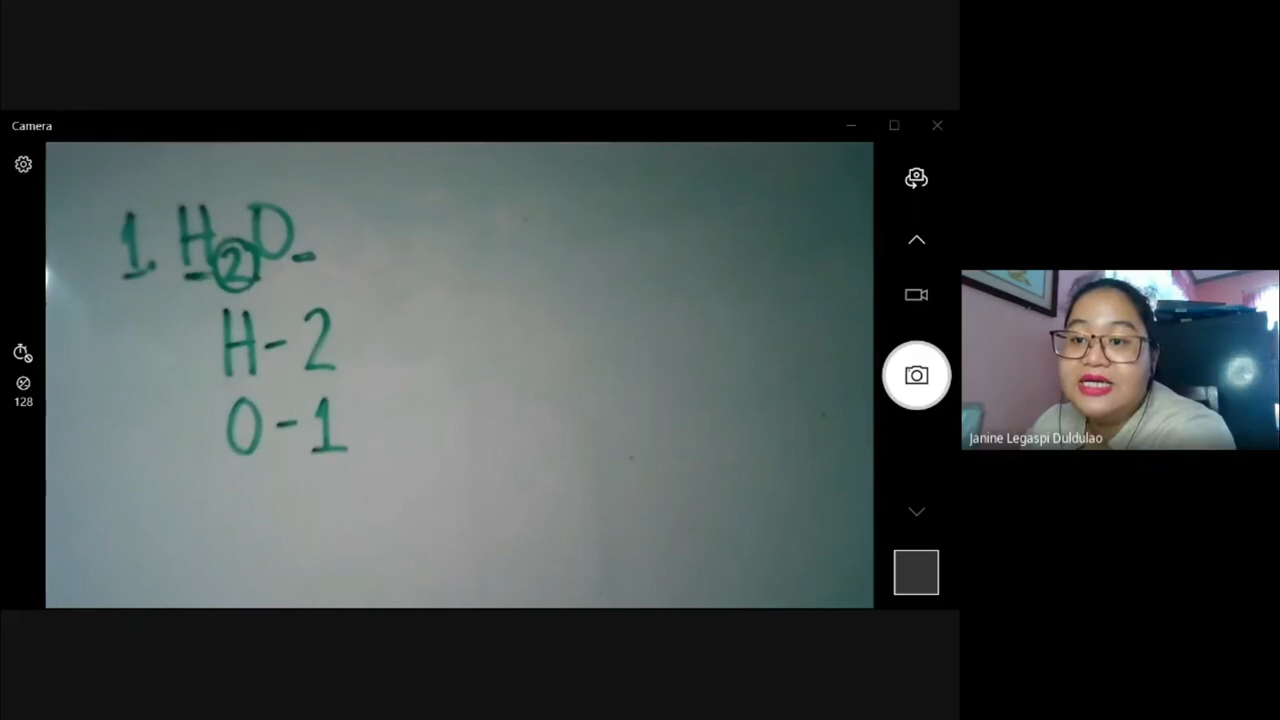 Camera
1 H₂O
H - 2
O - 1
128
Janine Legaspi Duldulao